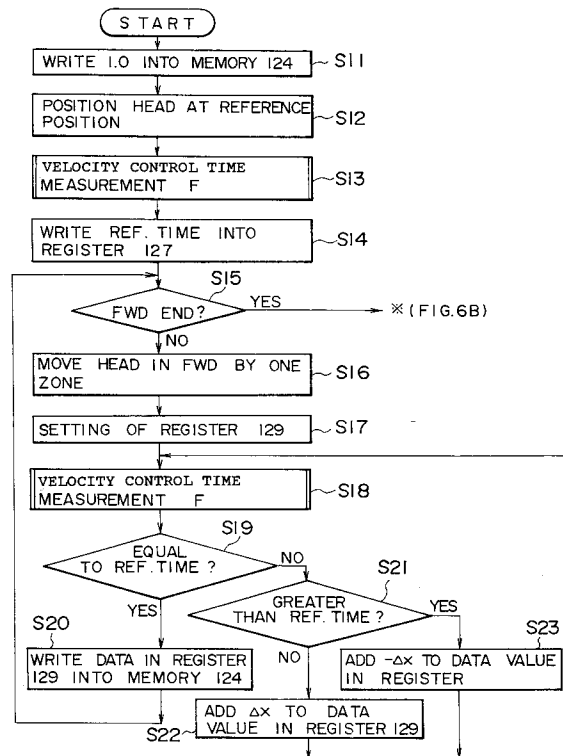 START
WRITE 1.0 INTO MEMORY 124
S11
POSITION HEAD AT REFERENCE
POSITION
S12
VELOCITY CONTROL TIME
MEASUREMENT F
S13
WRITE REF. TIME INTO
REGISTER 127
S14
S15
FWD END?
YES
※(FIG.6B)
NO
MOVE HEAD IN FWD BY ONE
ZONE
S16
SETTING OF REGISTER 129
S17
VELOCITY CONTROL TIME
MEASUREMENT F
S18
S19
EQUAL
TO REF.TIME?
NO
YES
S21
GREATER
THAN REF.TIME?
YES
NO
S20
WRITE DATA IN REGISTER
129 INTO MEMORY 124
S23
ADD -Δx TO DATA VALUE
IN REGISTER
S22
ADD Δx TO DATA
VALUE IN REGISTER 129